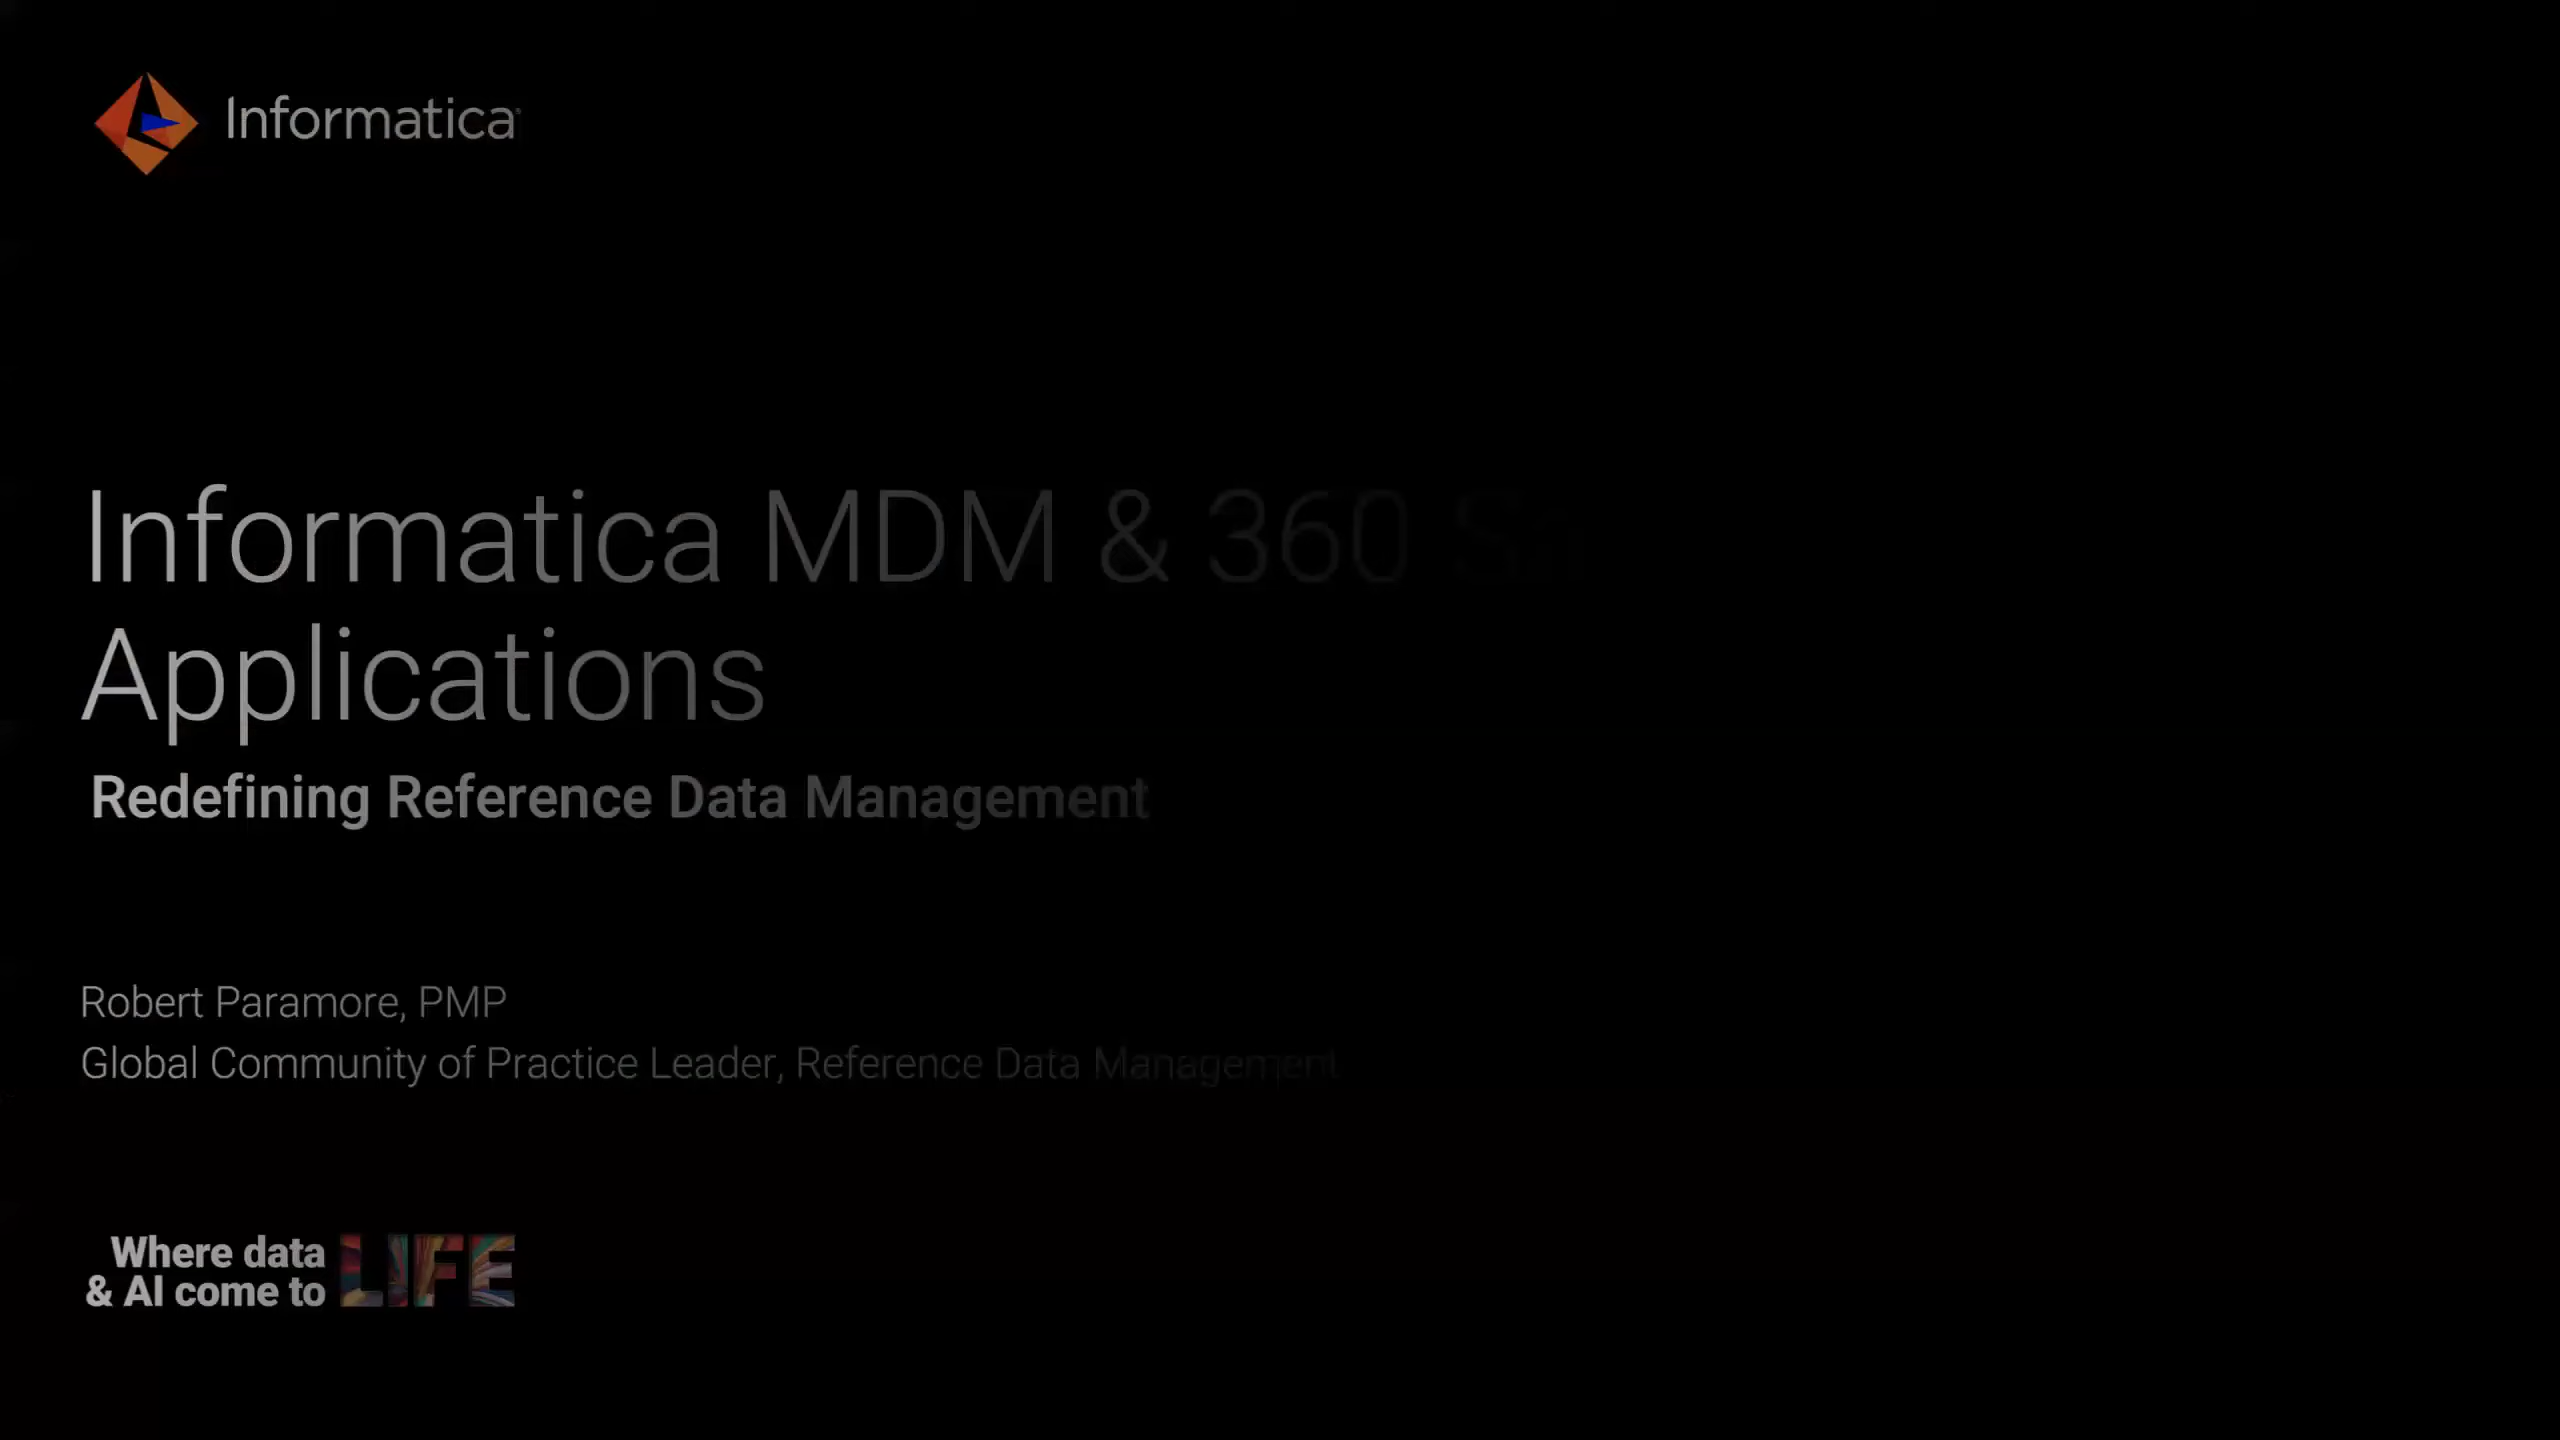 Informatica
Informatica MDM & 360
Applications
Redefining Reference Data Management
Robert Paramore, PMP
Global Community of Practice Leader, Reference Data Management
Where data
& AI come to LIFE